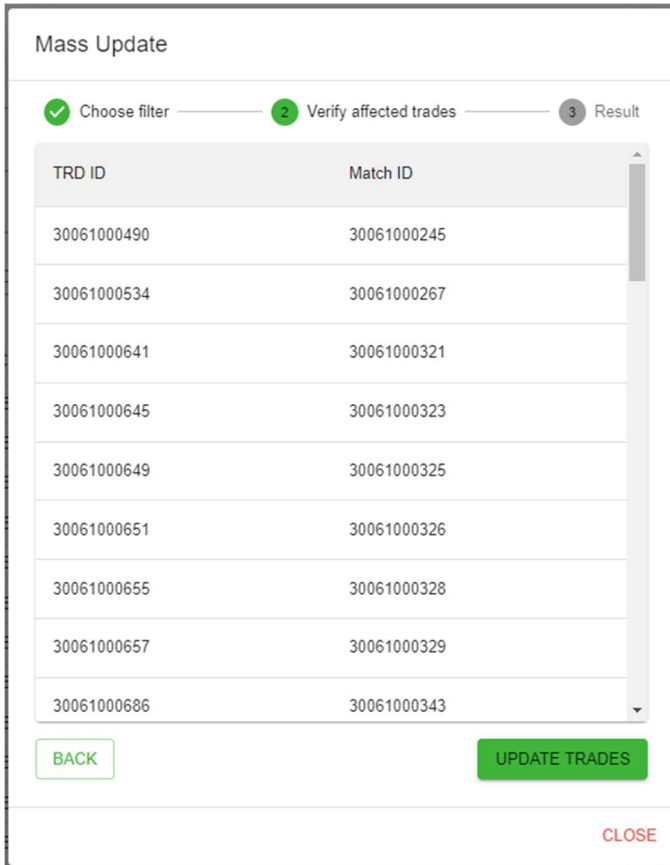 Mass Update
Choose filter 2 Verify affected trades 3 Result
TRD ID Match ID
30061000490 30061000245
30061000534 30061000267
30061000641 30061000321
30061000645 30061000323
30061000649 30061000325
30061000651 30061000326
30061000655 30061000328
30061000657 30061000329
30061000686 30061000343
BACK UPDATE TRADES
CLOSE